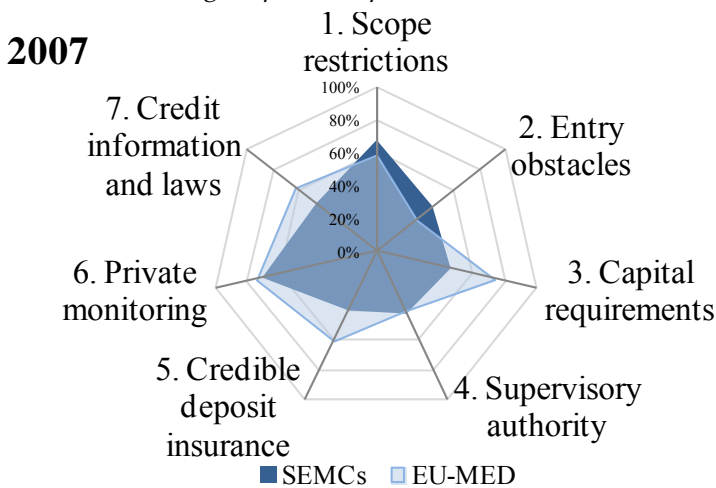 1. Scope
restrictions
2007
100%
80%
60%
40%
20%
0%
2. Entry
obstacles
3. Capital
requirements
4. Supervisory
authority
5. Credible
deposit
insurance
6. Private
monitoring
7. Credit
information
and laws
SEMCs EU-MED